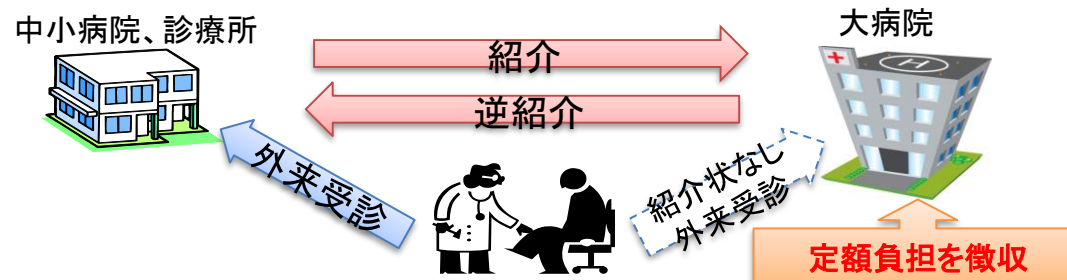 中小病院、診療所
大病院
紹介
逆紹介
外来受診
紹介状なし
外来受診
H
定額負担を徴収